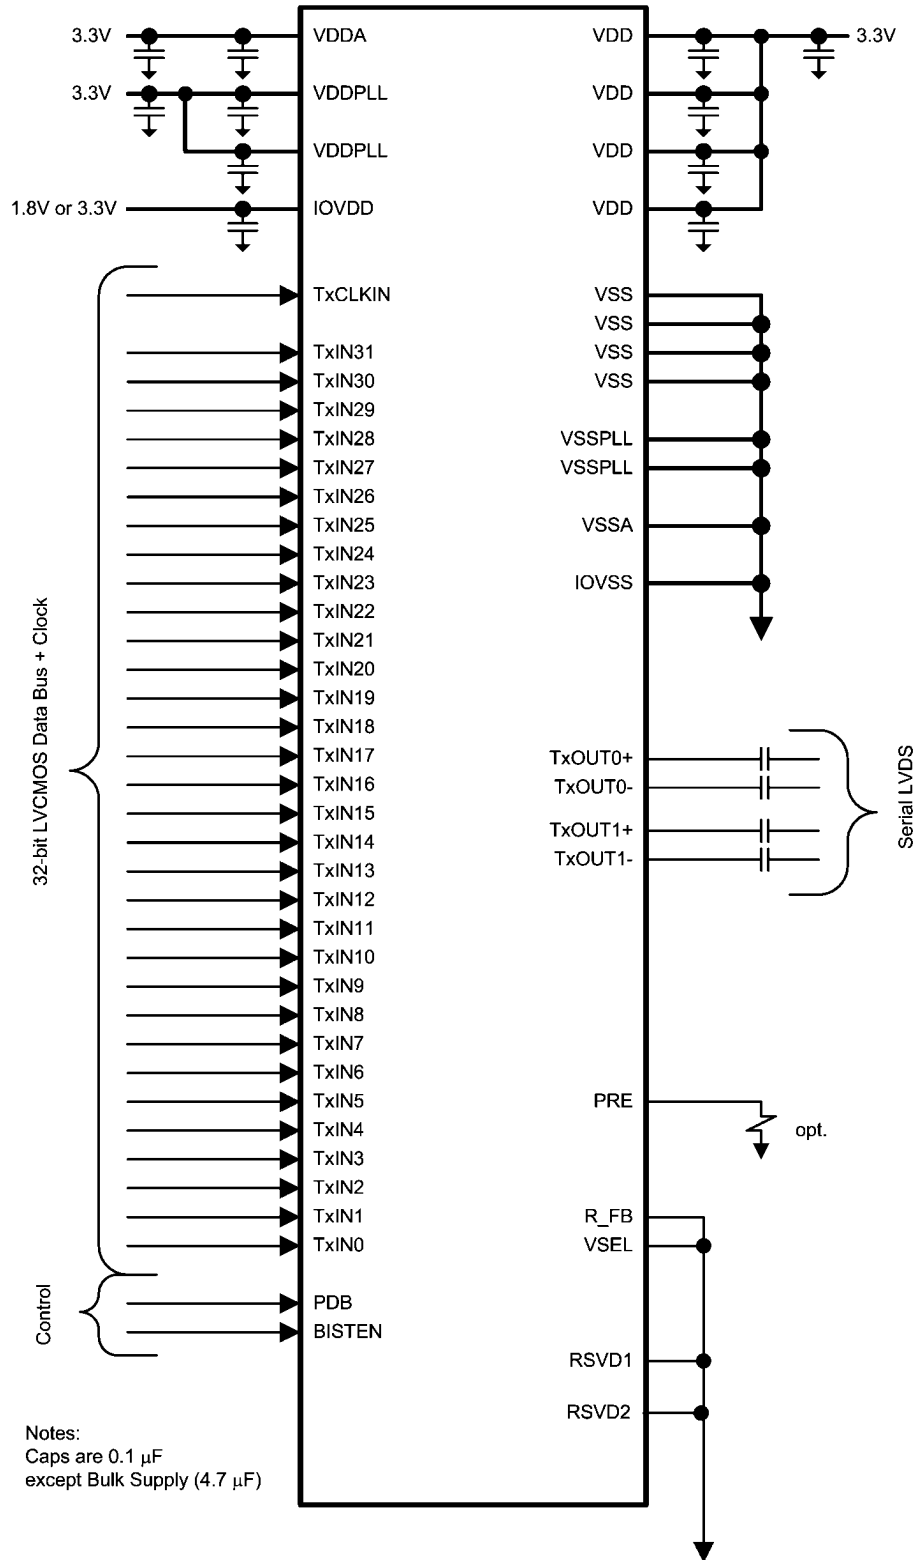 3.3V
VDDA
3.3V
VDDPLL
VDDPLL
1.8V or 3.3V
IOVDD
32-bit LVCMOS Data Bus + Clock
TxCLKIN
TxIN31
TxIN30
TxIN29
TxIN28
TxIN27
TxIN26
TxIN25
TxIN24
TxIN23
TxIN22
TxIN21
TxIN20
TxIN19
TxIN18
TxIN17
TxIN16
TxIN15
TxIN14
TxIN13
TxIN12
TxIN11
TxIN10
TxIN9
TxIN8
TxIN7
TxIN6
TxIN5
TxIN4
TxIN3
TxIN2
TxIN1
TxIN0
Control
PDB
BISTEN
VDD
3.3V
VDD
VDD
VDD
VSS
VSS
VSS
VSS
VSSPLL
VSSPLL
VSSA
IOVSS
TxOUT0+
TxOUT0-
TxOUT1+
TxOUT1-
Serial LVDS
PRE
opt.
R_FB
VSEL
RSVD1
RSVD2
Notes:
Caps are 0.1 µF
except Bulk Supply (4.7 µF)